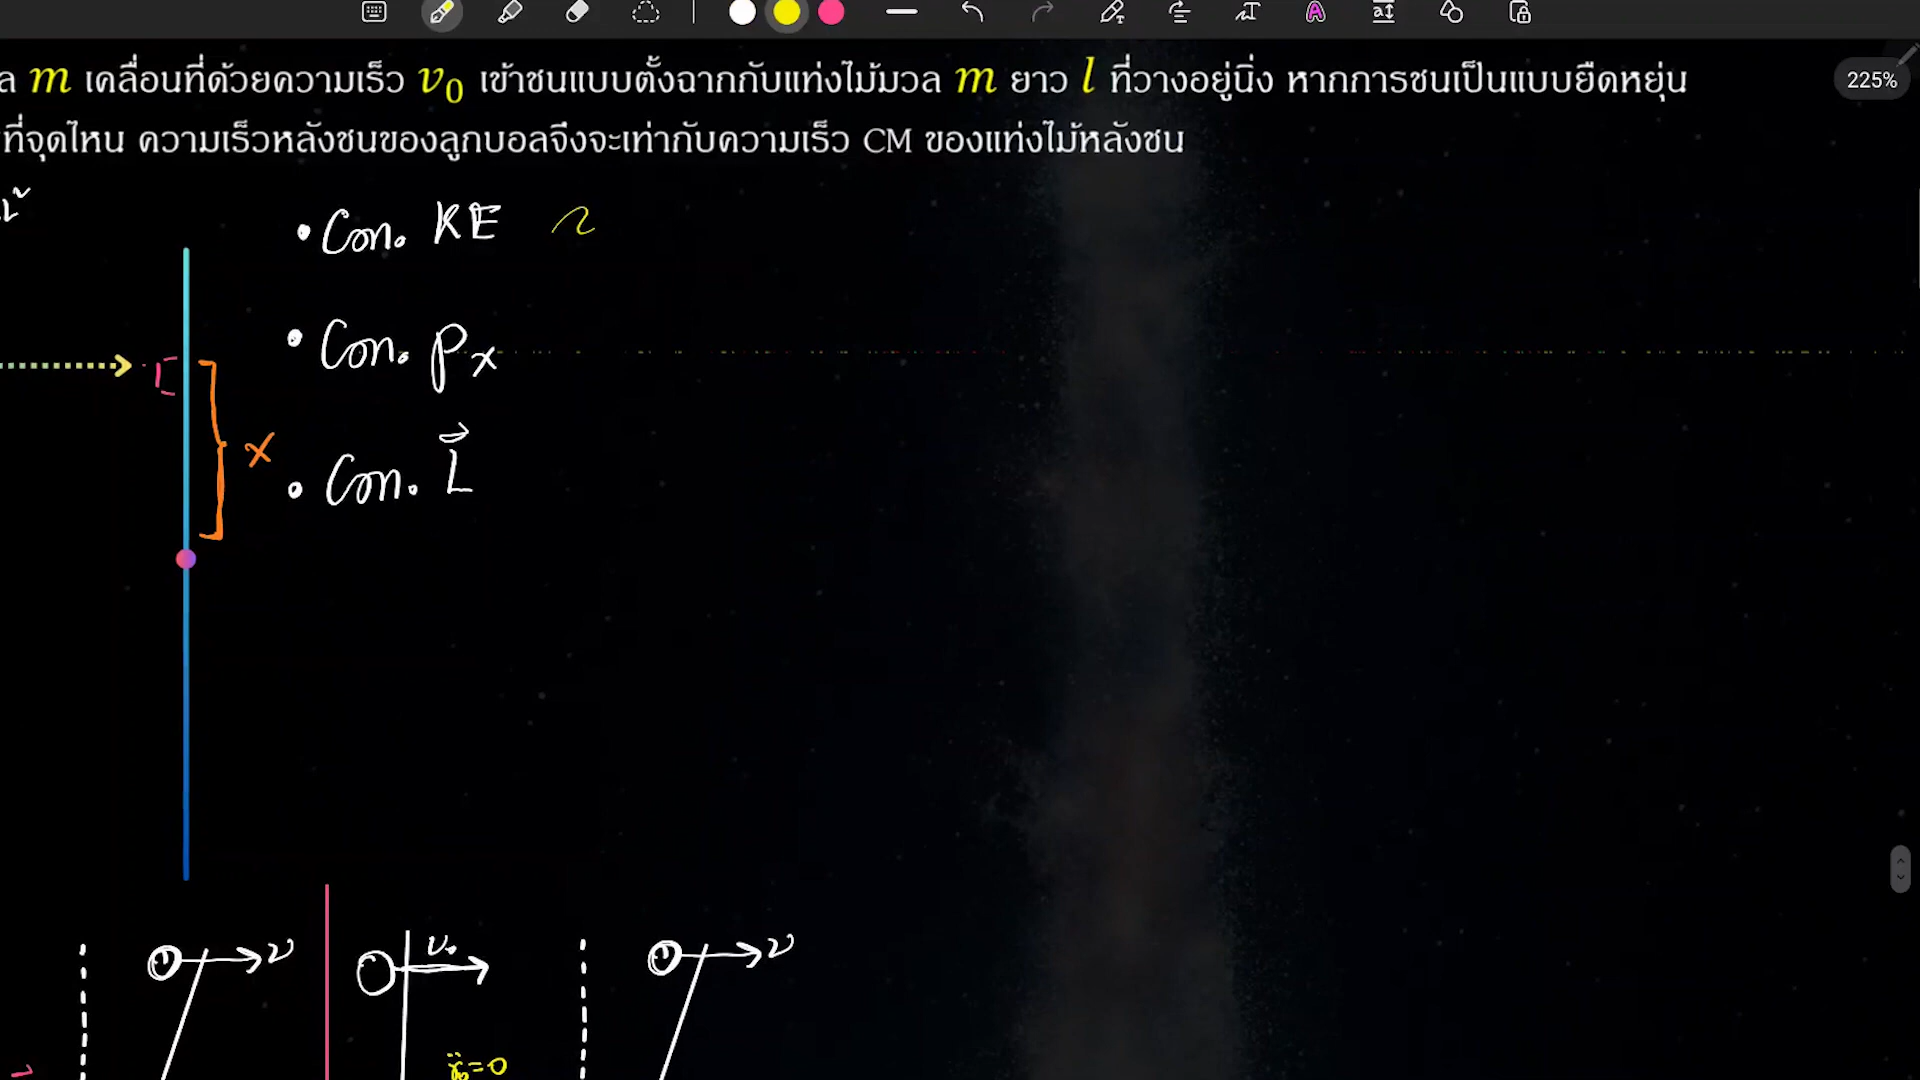 225%
ล m เคลื่อนที่ด้วยความเร็ว v₀ เข้าชนแบบตั้งฉากกับแท่งไม้มวล m ยาว l ที่วางอยู่นิ่ง หากการชนเป็นแบบยืดหยุ่น
ที่จุดไหน ความเร็วหลังชนของลูกบอลจึงจะเท่ากับความเร็ว CM ของแท่งไม้หลังชน
• Con. KE
• Con. pₓ
x
• Con. L⃗
v
v₀
v
=0